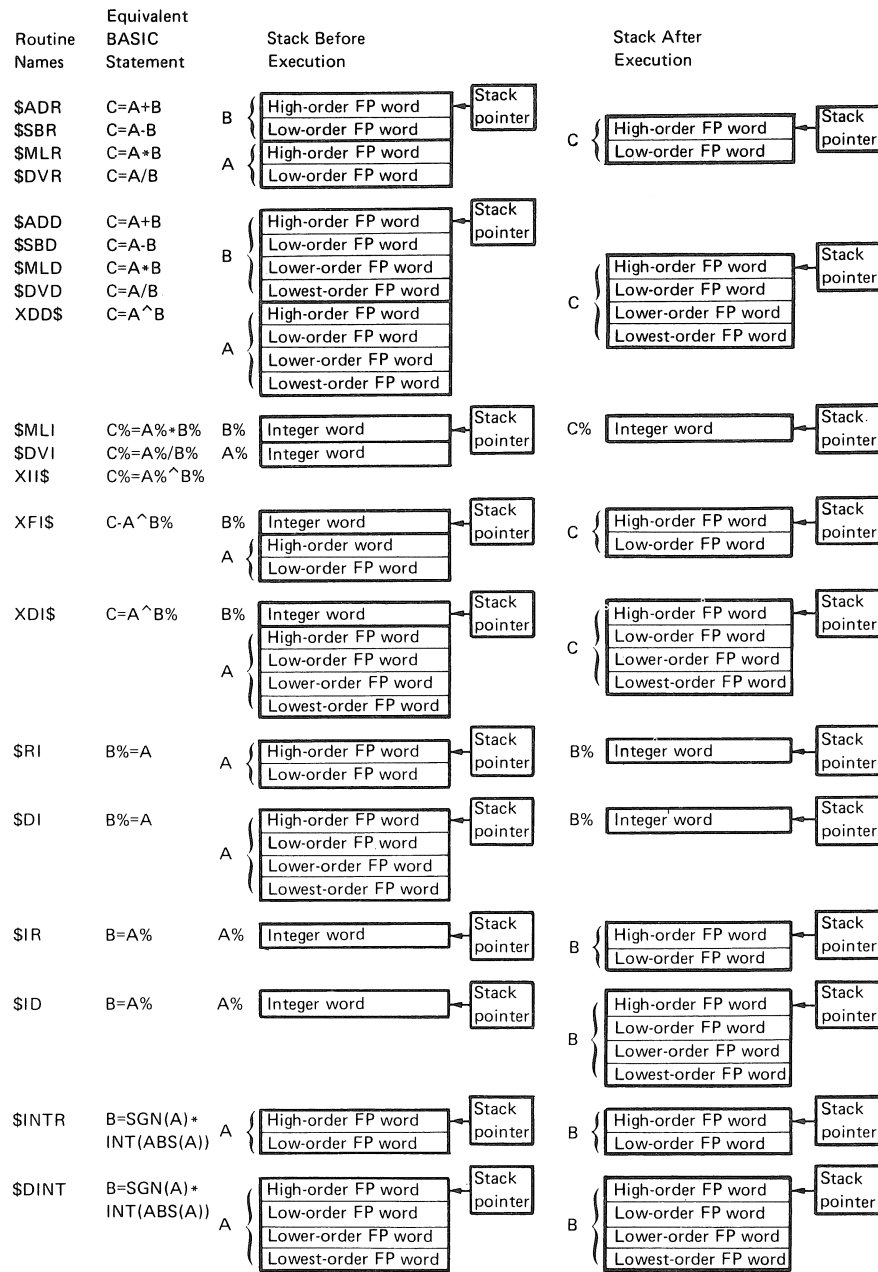 Equivalent
Routine BASIC Stack Before Stack After
Names Statement Execution Execution
$ADR C=A+B B High-order FP word Stack pointer
$SBR C=A-B Low-order FP word C High-order FP word Stack pointer
$MLR C=A*B A High-order FP word Low-order FP word
$DVR C=A/B Low-order FP word
$ADD C=A+B B High-order FP word Stack pointer
$SBD C=A-B Low-order FP word C High-order FP word Stack pointer
$MLD C=A*B Lower-order FP word Low-order FP word
$DVD C=A/B Lowest-order FP word Lower-order FP word
XDD$ C=A^B A High-order FP word Lowest-order FP word
Low-order FP word
Lower-order FP word
Lowest-order FP word
$MLI C%=A%*B% B% Integer word Stack pointer C% Integer word Stack pointer
$DVI C%=A%/B% A% Integer word
XII$ C%=A%^B%
XFI$ C-A^B% B% Integer word Stack pointer C High-order FP word Stack pointer
A High-order word Low-order FP word
Low-order FP word
XDI$ C=A^B% B% Integer word Stack pointer C High-order FP word Stack pointer
A High-order FP word Low-order FP word
Low-order FP word Lower-order FP word
Lower-order FP word Lowest-order FP word
Lowest-order FP word
$RI B%=A A High-order FP word Stack pointer B% Integer word Stack pointer
Low-order FP word
$DI B%=A A High-order FP word Stack pointer B% Integer word Stack pointer
Low-order FP word
Lower-order FP word
Lowest-order FP word
$IR B=A% A% Integer word Stack pointer B High-order FP word Stack pointer
Low-order FP word
$ID B=A% A% Integer word Stack pointer B High-order FP word Stack pointer
Low-order FP word
Lower-order FP word
Lowest-order FP word
$INTR B=SGN(A)* A High-order FP word Stack pointer B High-order FP word Stack pointer
INT(ABS(A)) Low-order FP word Low-order FP word
$DINT B=SGN(A)* A High-order FP word Stack pointer B High-order FP word Stack pointer
INT(ABS(A)) Low-order FP word Low-order FP word
Lower-order FP word Lower-order FP word
Lowest-order FP word Lowest-order FP word